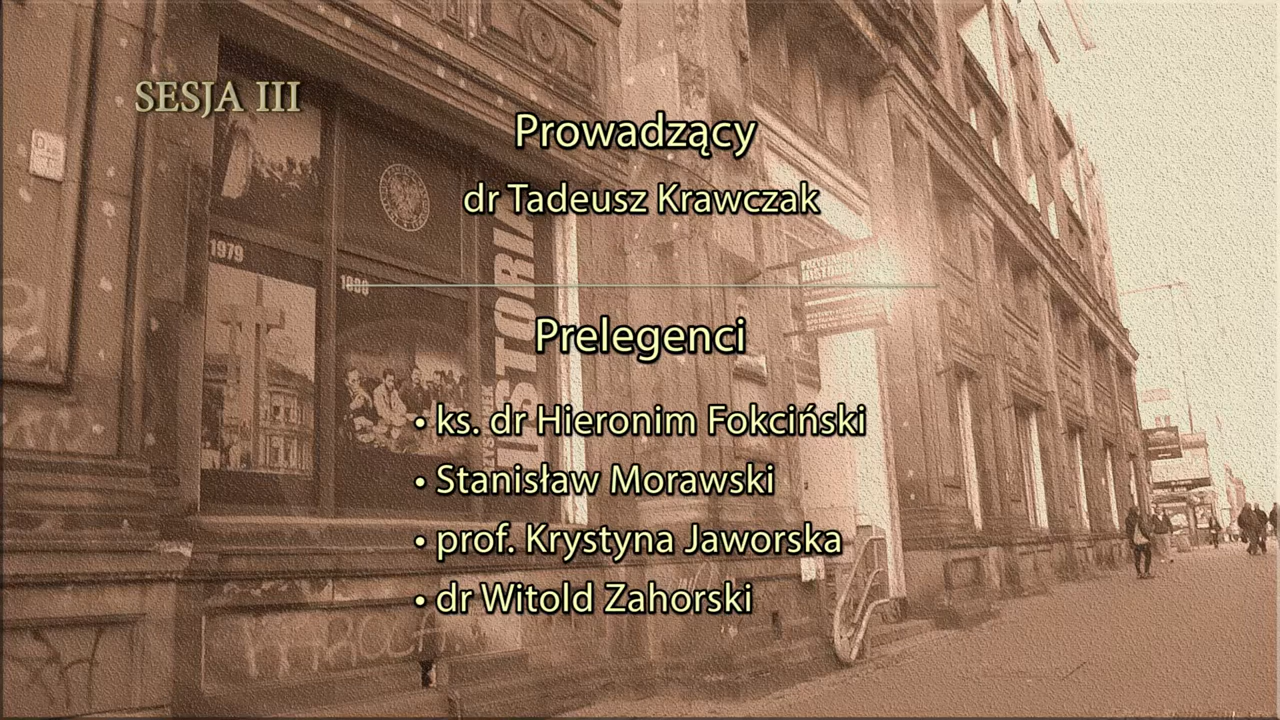 SESJA III
Prowadzący
dr Tadeusz Krawczak
Prelegenci
• ks. dr Hieronim Fokciński
• Stanisław Morawski
• prof. Krystyna Jaworska
• dr Witold Zahorski
1979